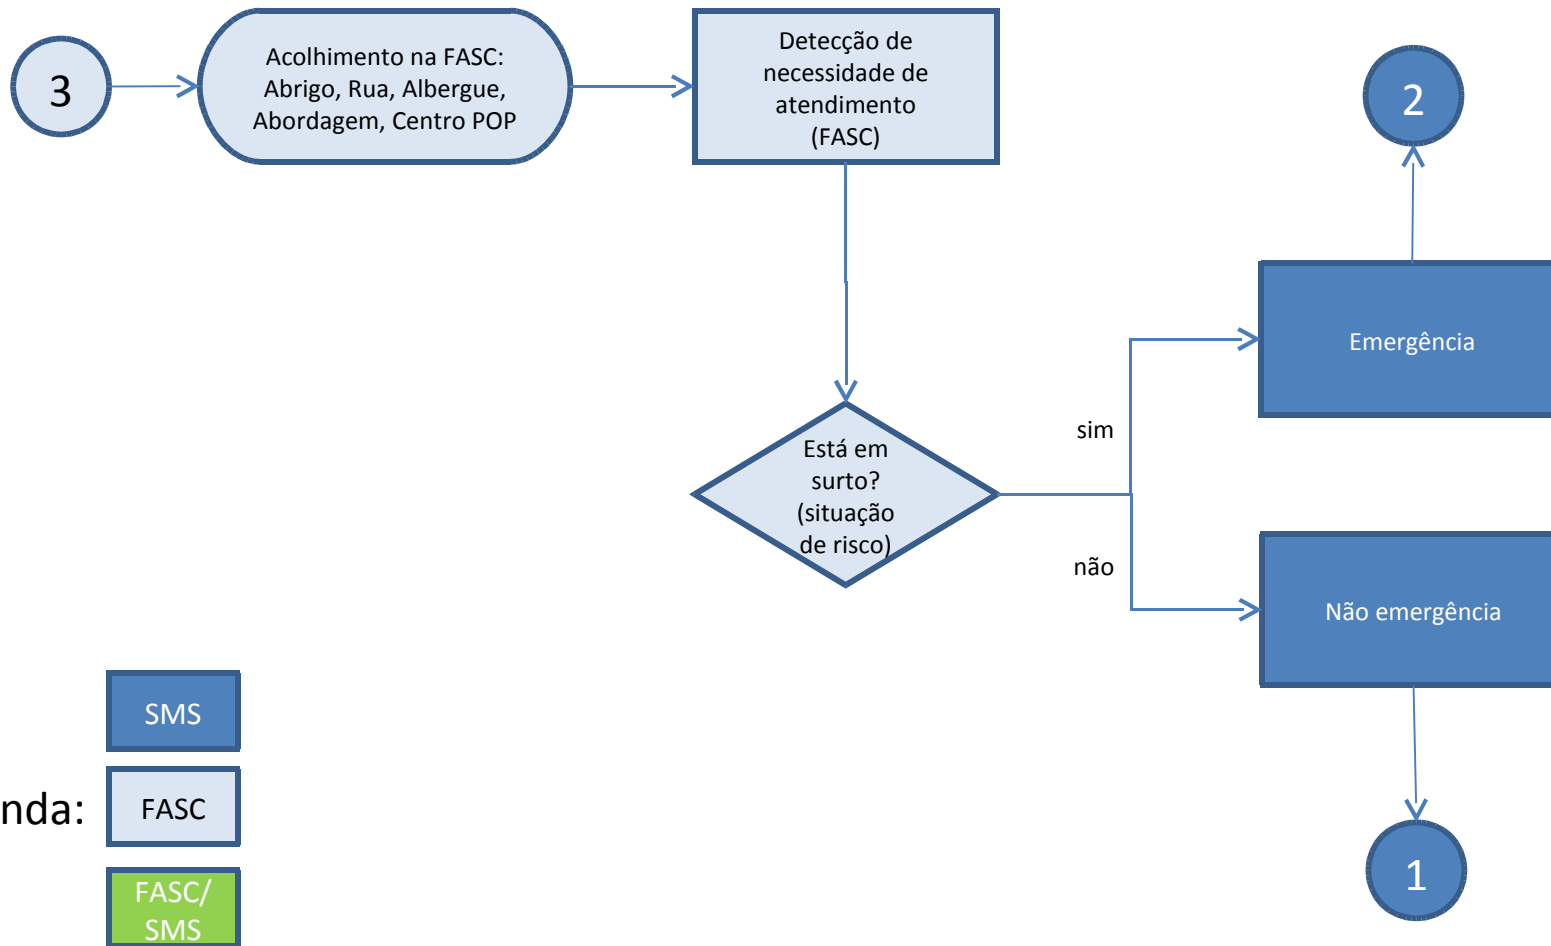 3
Acolhimento na FASC:
Abrigo, Rua, Albergue,
Abordagem, Centro POP
Detecção de
necessidade de
atendimento
(FASC)
2
Emergência
sim
Está em
surto?
(situação
de risco)
não
Não emergência
SMS
nda:
FASC
FASC/
SMS
1